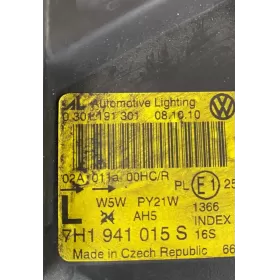 AL Automotive Lighting
0 301 191 301 08.10.10
02A 011a 00HC/R
PL E1 25
L W5W PY21W 1366
AH5 INDEX
7H1 941 015 S 16S
Made in Czech Republic 66